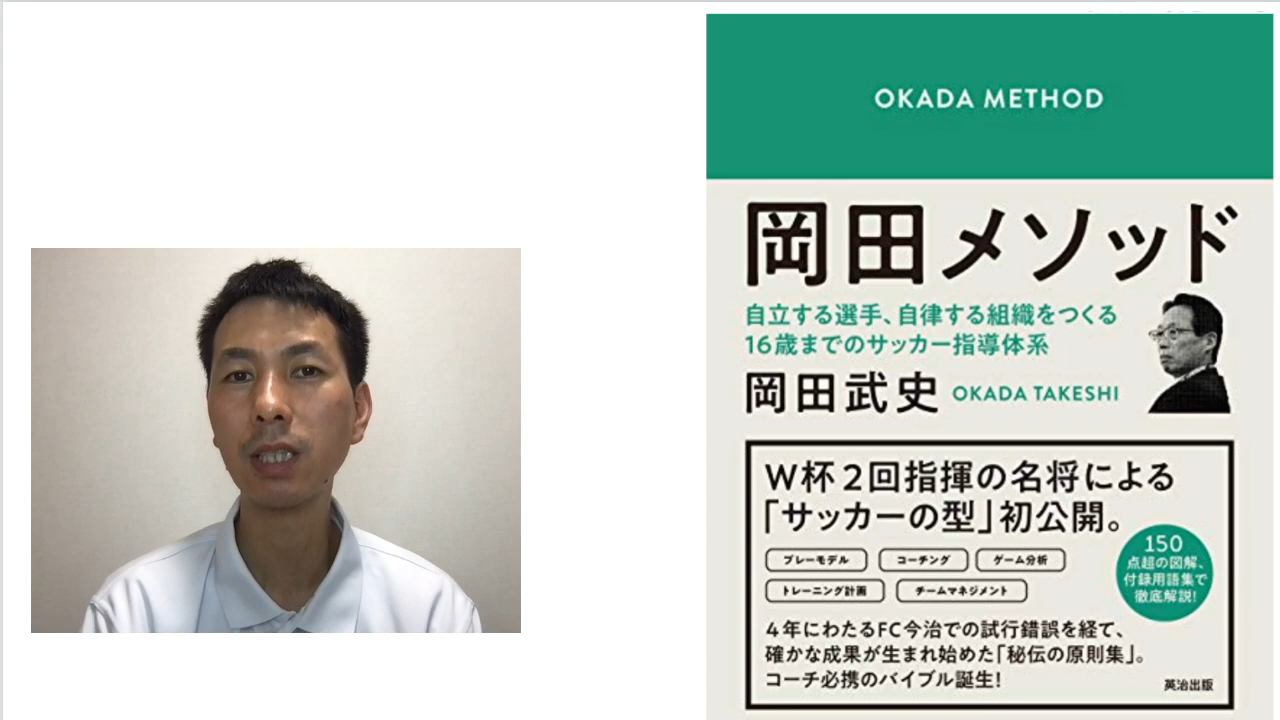 OKADA METHOD
岡田メソッド
自立する選手、自律する組織をつくる
16歳までのサッカー指導体系
岡田武史 OKADA TAKESHI
W杯2回指揮の名将による
「サッカーの型」初公開。
プレーモデル コーチング ゲーム分析
トレーニング計画 チームマネジメント
150
点超の図解、
付録用語集で
徹底解説!
4年にわたるFC今治での試行錯誤を経て、
確かな成果が生まれ始めた「秘伝の原則集」。
コーチ必携のバイブル誕生!
英治出版